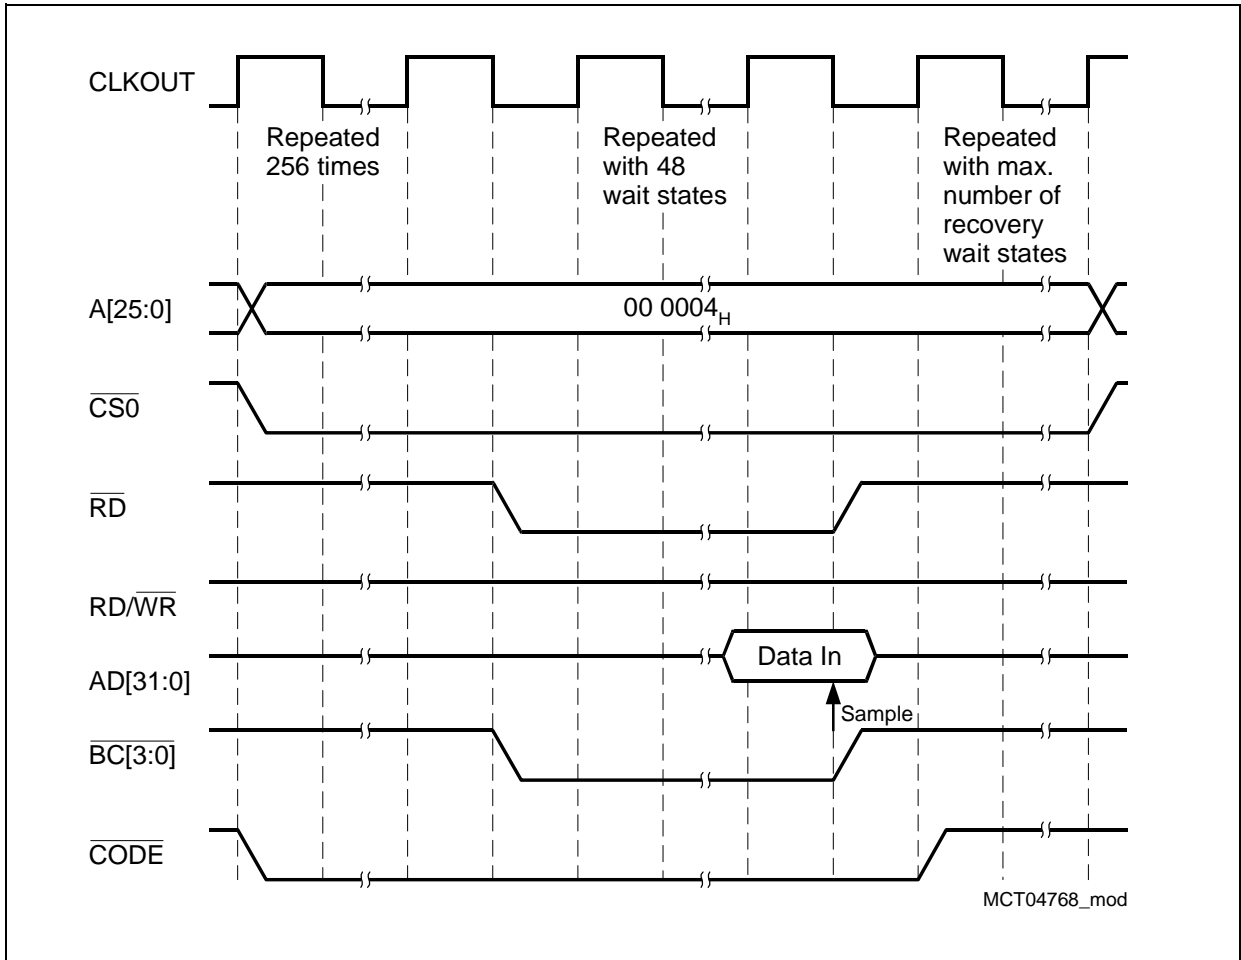 CLKOUT
Repeated
256 times
Repeated
with 48
wait states
Repeated
with max.
number of
recovery
wait states
A[25:0]
00 0004H
CS0
RD
RD/WR
AD[31:0]
Data In
Sample
BC[3:0]
CODE
MCT04768_mod